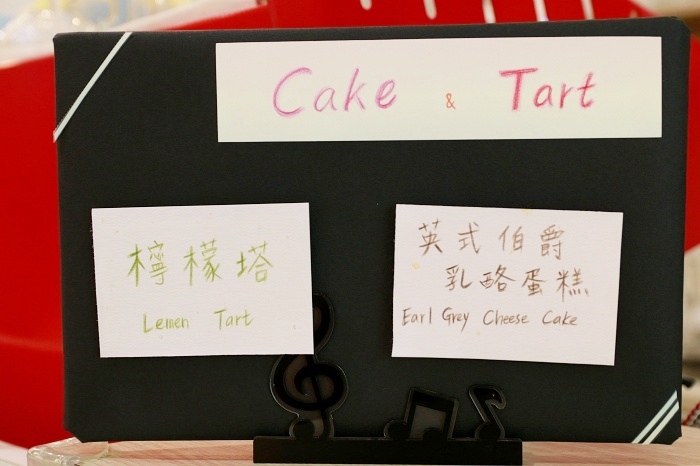 Cake & Tart
檸檬塔
Lemen Tart
英式伯爵
乳酪蛋糕
Earl Grey Cheese Cake